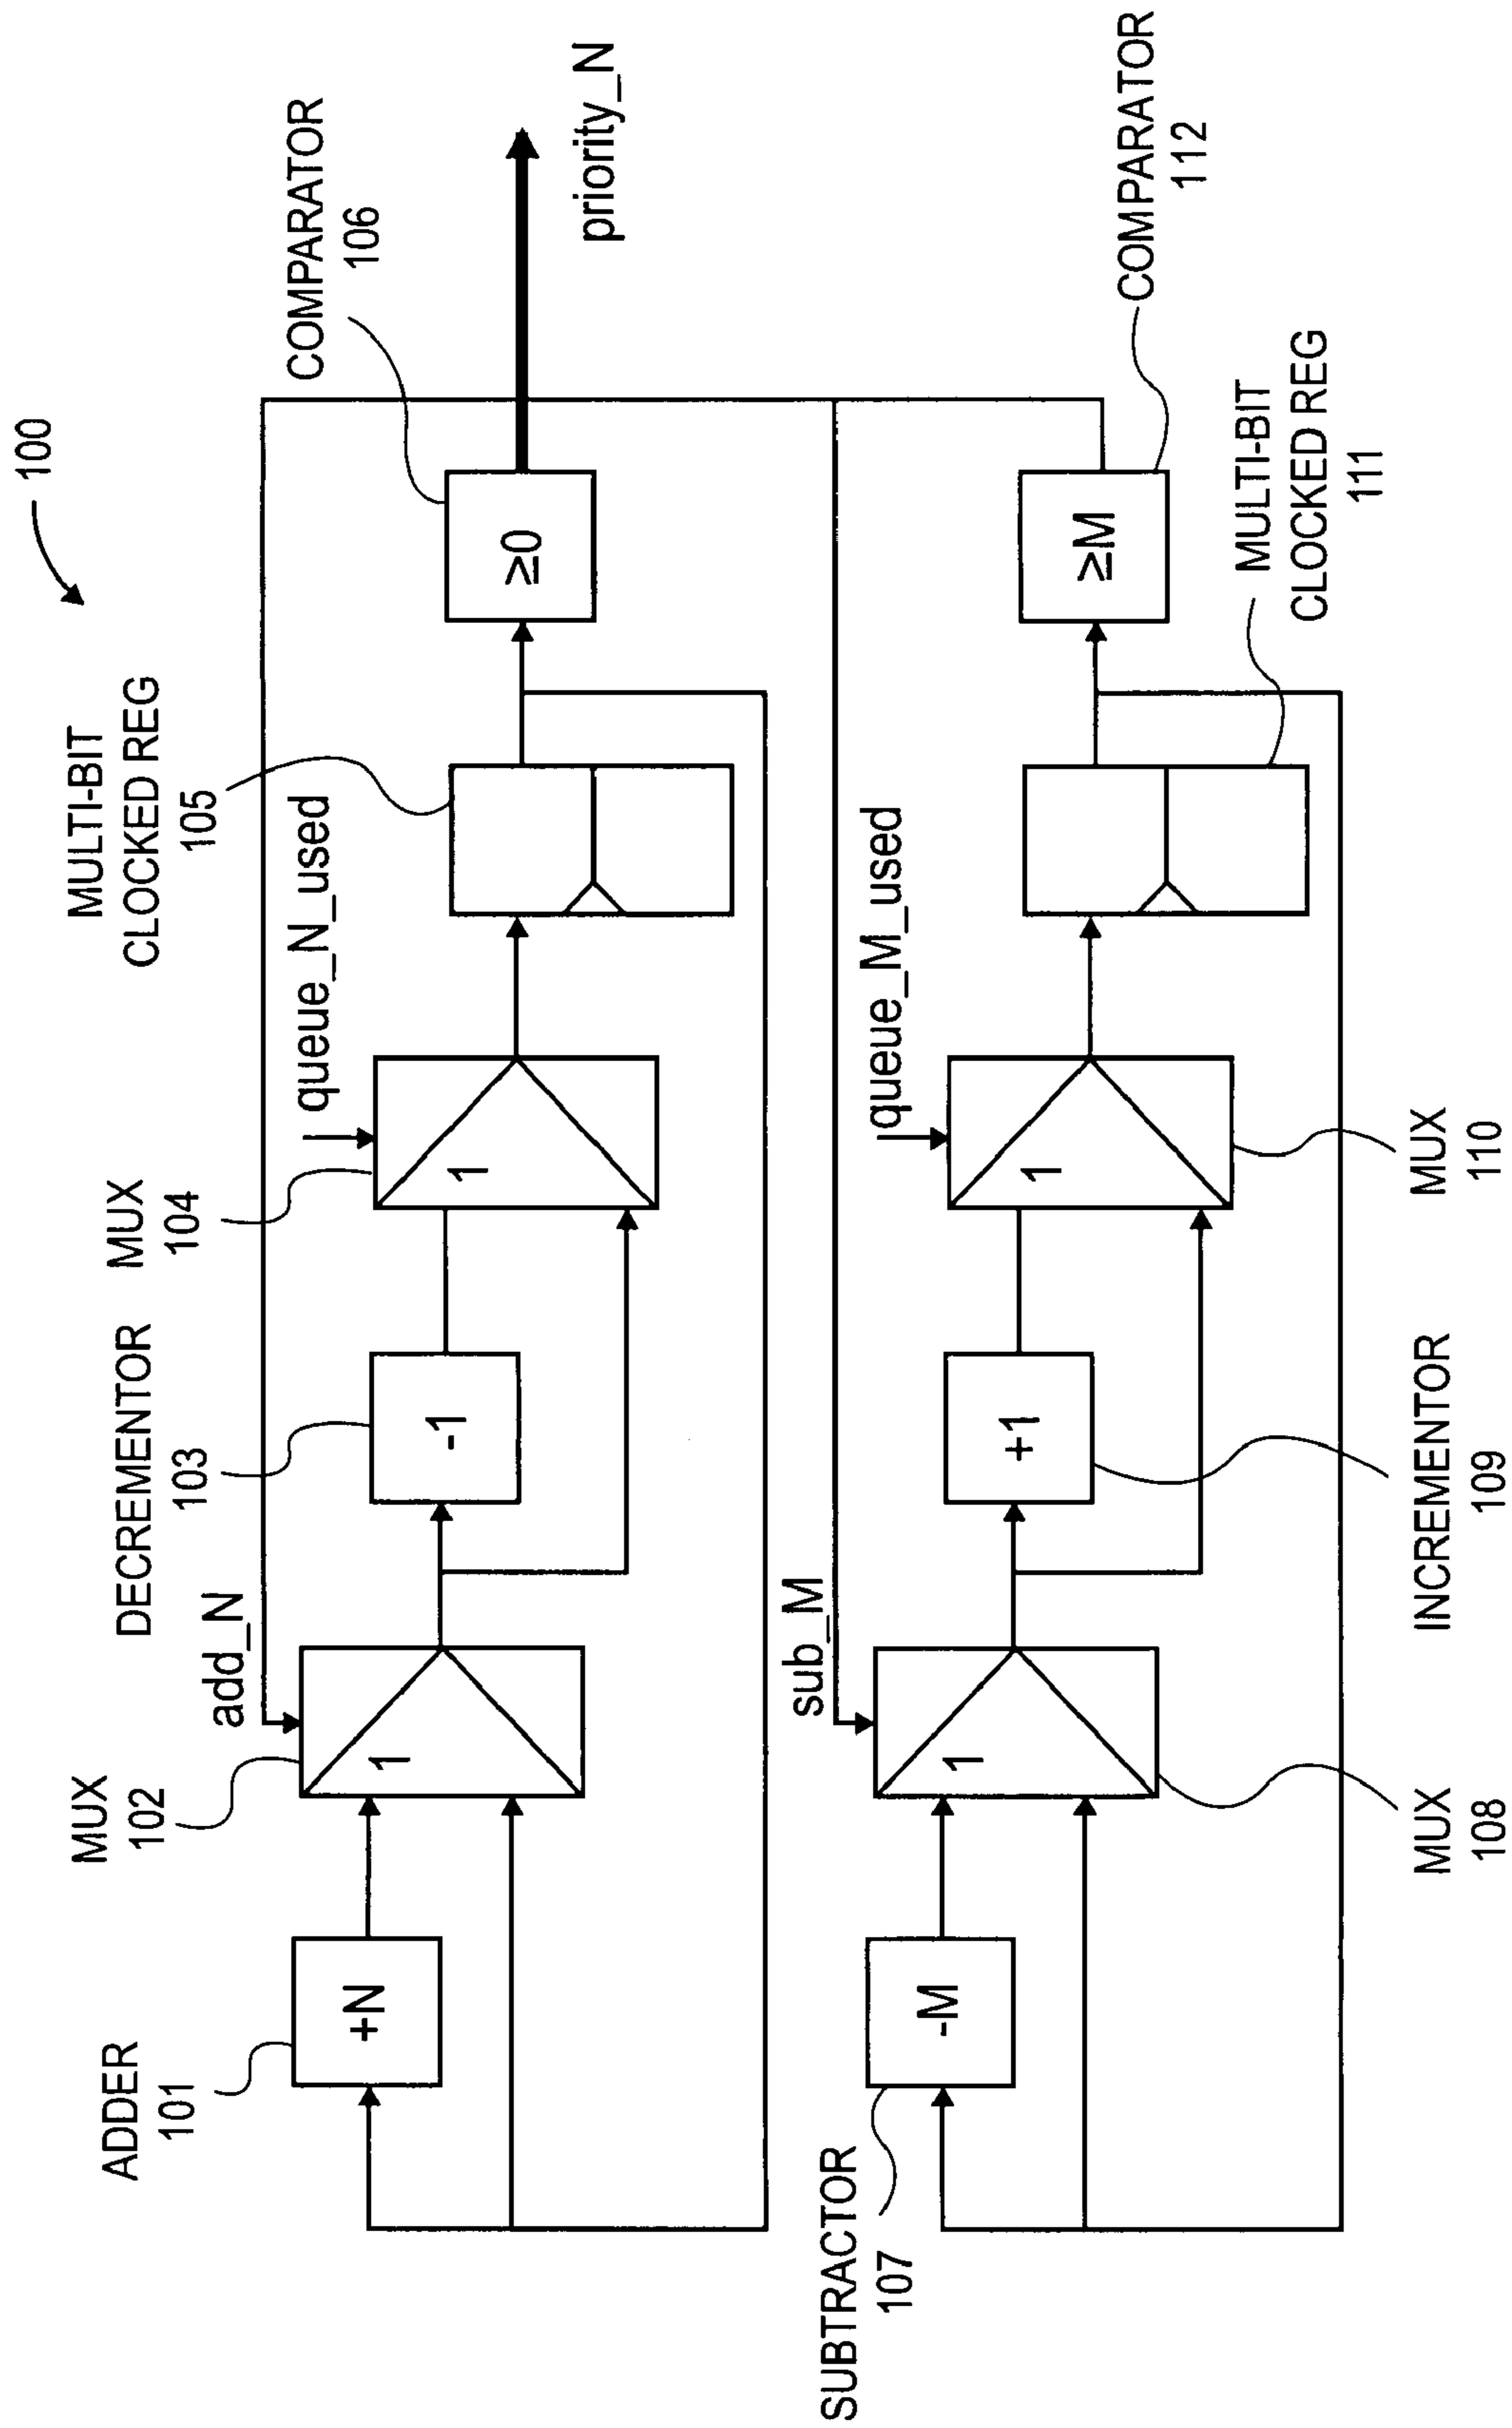 100
MULTI-BIT
CLOCKED REG
105
COMPARATOR
106
MUX
104
DECREMENTOR
103
MUX
102
ADDER
101
add_N
queue_N_used
+N
1
-1
1
≥0
priority_N
sub_M
queue_M_used
-M
1
+1
1
≥M
COMPARATOR
112
MULTI-BIT
CLOCKED REG
111
SUBTRACTOR
107
MUX
108
INCREMENTOR
109
MUX
110